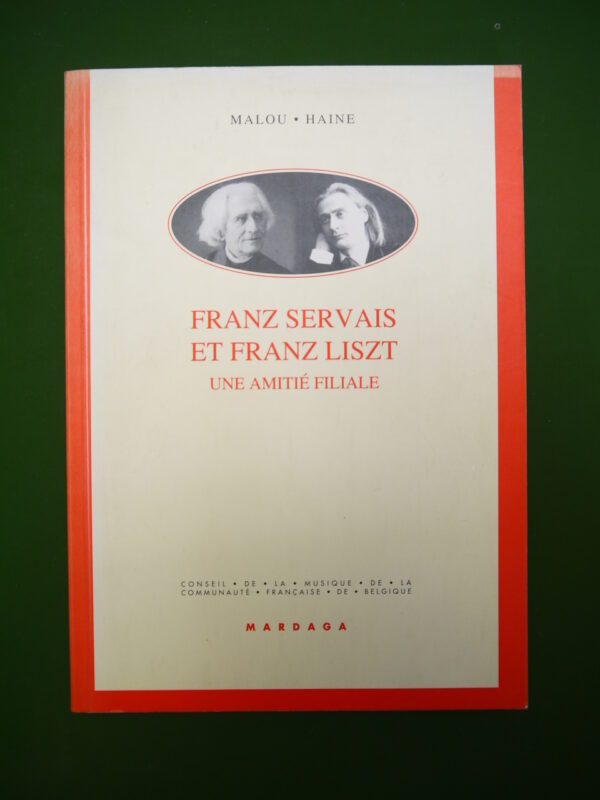 MALOU • HAINE
FRANZ SERVAIS
ET FRANZ LISZT
UNE AMITIÉ FILIALE
CONSEIL • DE • LA • MUSIQUE • DE • LA
COMMUNAUTÉ • FRANÇAISE • DE • BELGIQUE
MARDAGA